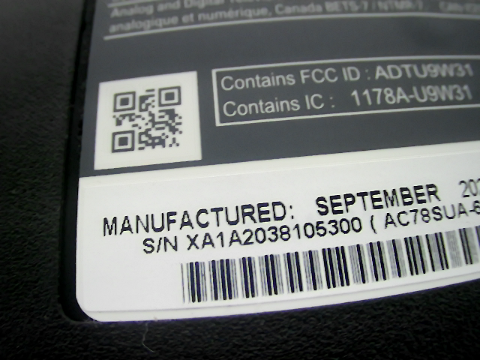 Analog and Digital
analogique et numérique, Canada BETS-7 / NTMR-7
Contains FCC ID : ADTU9W31
Contains IC : 1178A-U9W31
MANUFACTURED: SEPTEMBER
S/N XA1A2038105300 ( AC78SUA-